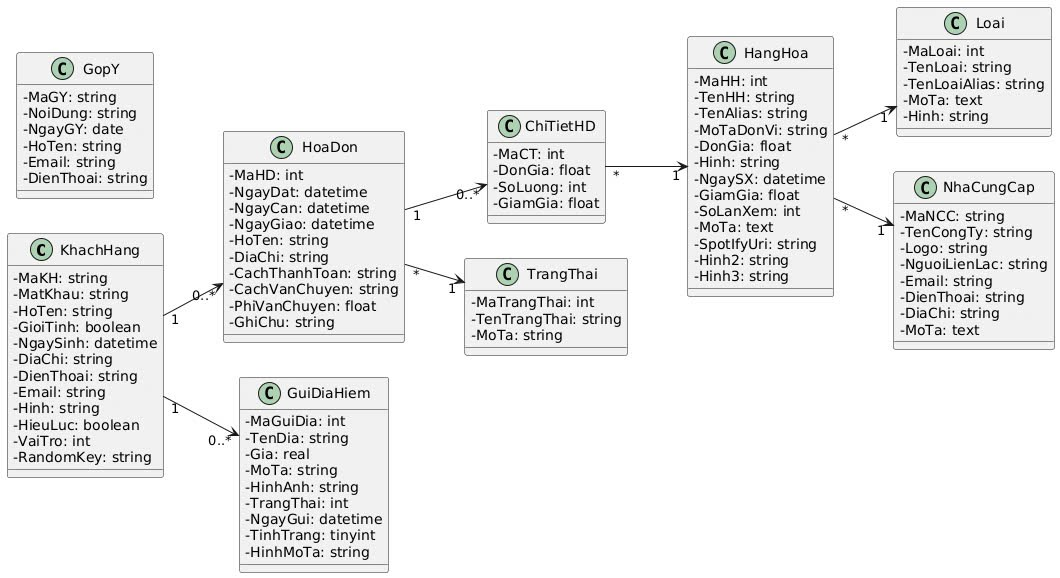 C GopY
-MaGY: string
-NoiDung: string
-NgayGY: date
-HoTen: string
-Email: string
-DienThoai: string
C KhachHang
-MaKH: string
-MatKhau: string
-HoTen: string
-GioiTinh: boolean
-NgaySinh: datetime
-DiaChi: string
-DienThoai: string
-Email: string
-Hinh: string
-HieuLuc: boolean
-VaiTro: int
-RandomKey: string
1
0..*
1
0..*
C HoaDon
-MaHD: int
-NgayDat: datetime
-NgayCan: datetime
-NgayGiao: datetime
-HoTen: string
-DiaChi: string
-CachThanhToan: string
-CachVanChuyen: string
-PhiVanChuyen: float
-GhiChu: string
C GuiDiaHiem
-MaGuiDia: int
-TenDia: string
-Gia: real
-MoTa: string
-HinhAnh: string
-TrangThai: int
-NgayGui: datetime
-TinhTrang: tinyint
-HinhMoTa: string
1
0..*
*
1
C ChiTietHD
-MaCT: int
-DonGia: float
-SoLuong: int
-GiamGia: float
C TrangThai
-MaTrangThai: int
-TenTrangThai: string
-MoTa: string
*
1
C HangHoa
-MaHH: int
-TenHH: string
-TenAlias: string
-MoTaDonVi: string
-DonGia: float
-Hinh: string
-NgaySX: datetime
-GiamGia: float
-SoLanXem: int
-MoTa: text
-SpotIfyUri: string
-Hinh2: string
-Hinh3: string
*
1
*
1
C Loai
-MaLoai: int
-TenLoai: string
-TenLoaiAlias: string
-MoTa: text
-Hinh: string
C NhaCungCap
-MaNCC: string
-TenCongTy: string
-Logo: string
-NguoiLienLac: string
-Email: string
-DienThoai: string
-DiaChi: string
-MoTa: text